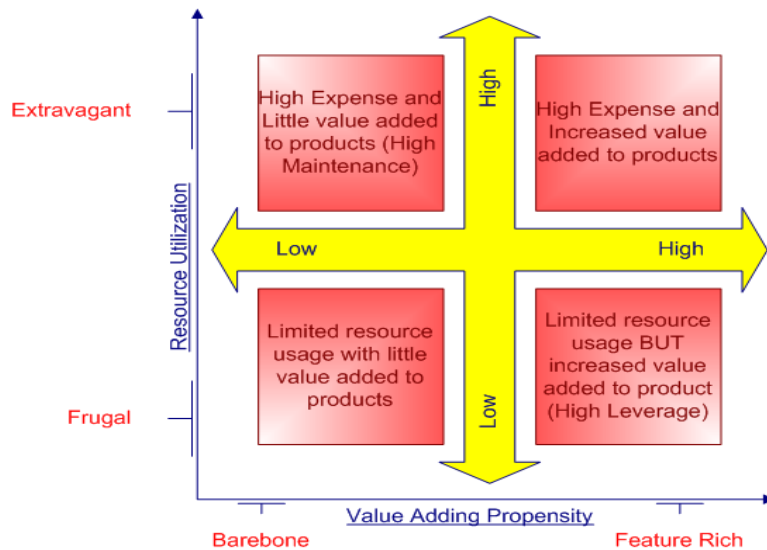 Extravagant
High Expense and
Little value added
to products (High
Maintenance)
High
High Expense and
Increased value
added to products
Resource Utilization
Low
High
Limited resource
usage with little
value added to
products
Low
Limited resource
usage BUT
increased value
added to product
(High Leverage)
Frugal
Value Adding Propensity
Barebone
Feature Rich